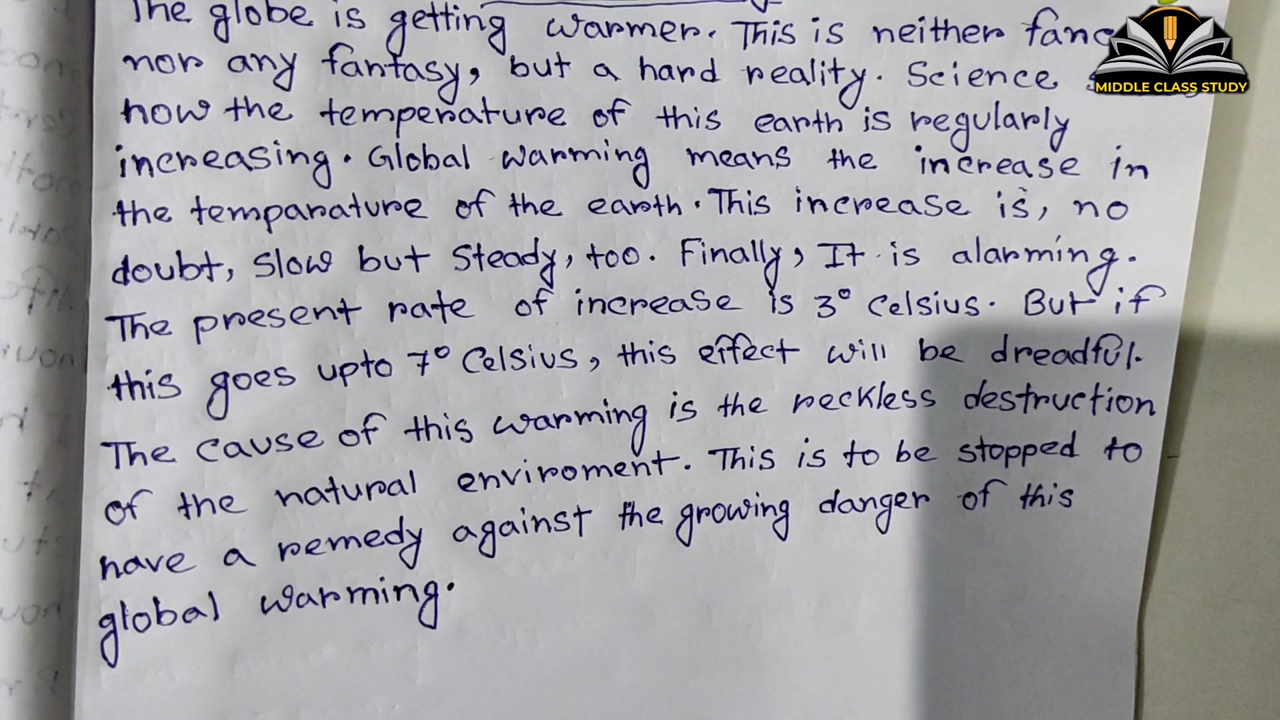 The globe is getting warmer. This is neither
nor any fantasy, but a hard reality. Science
how the temperature of this earth is regularly
increasing. Global warming means the increase in
the temparature of the earth. This increase is, no
doubt, Slow but Steady, too. Finally, It is alarming.
The present rate of increase is 3° Celsius. But if
this goes upto 7° Celsius, this effect will be dreadful.
The cause of this warming is the reckless destruction
of the natural enviroment. This is to be stopped to
have a remedy against the growing danger of this
global warming.
MIDDLE CLASS STUDY